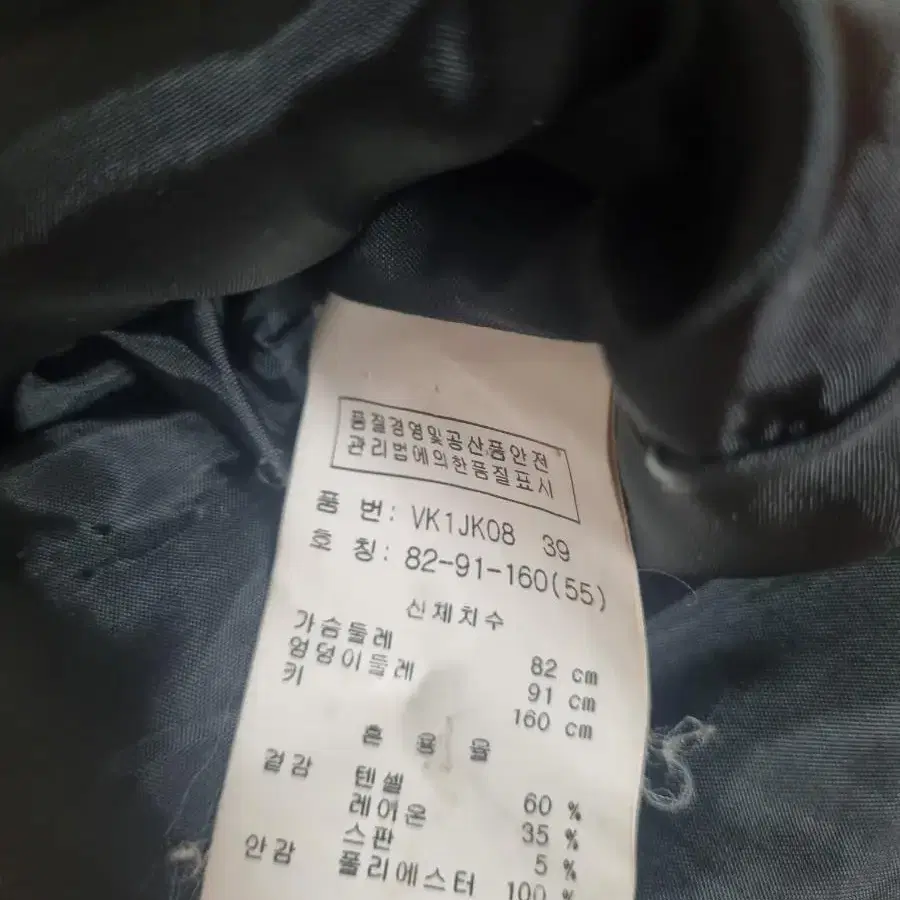 품질경영및공산품안전
관리법에의한품질표시
품 번: VK1JK08 39
호 칭: 82-91-160(55)
신체치수
가슴둘레 82 cm
엉덩이둘레 91 cm
키 160 cm
혼 용 율
겉감 텐셀 60 %
레이온 35 %
스판 5 %
안감 폴리에스터 100 %